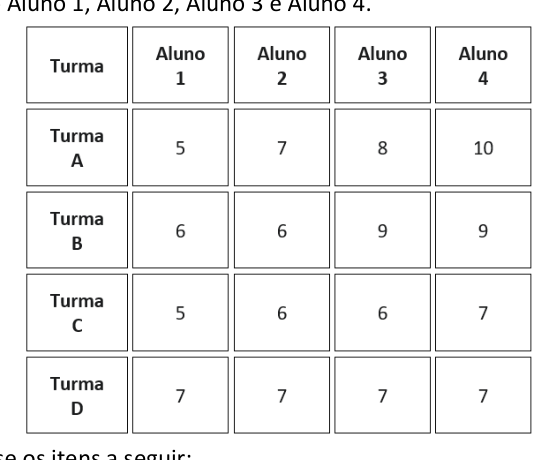 Aluno 1, Aluno 2, Aluno 3 e Aluno 4.
Turma Aluno 1 Aluno 2 Aluno 3 Aluno 4
Turma A 5 7 8 10
Turma B 6 6 9 9
Turma C 5 6 6 7
Turma D 7 7 7 7
se os itens a seguir: